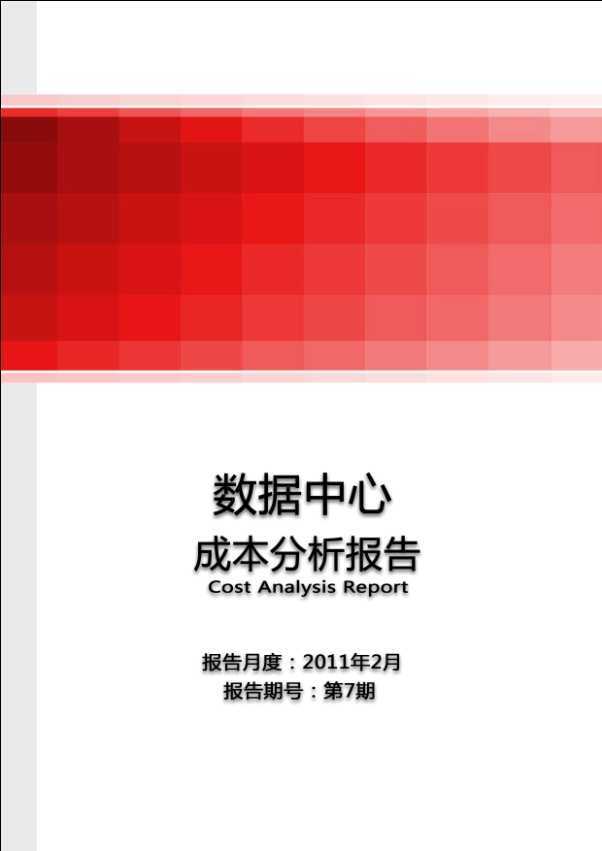 数据中心
成本分析报告
Cost Analysis Report
报告月度：2011年2月
报告期号：第7期